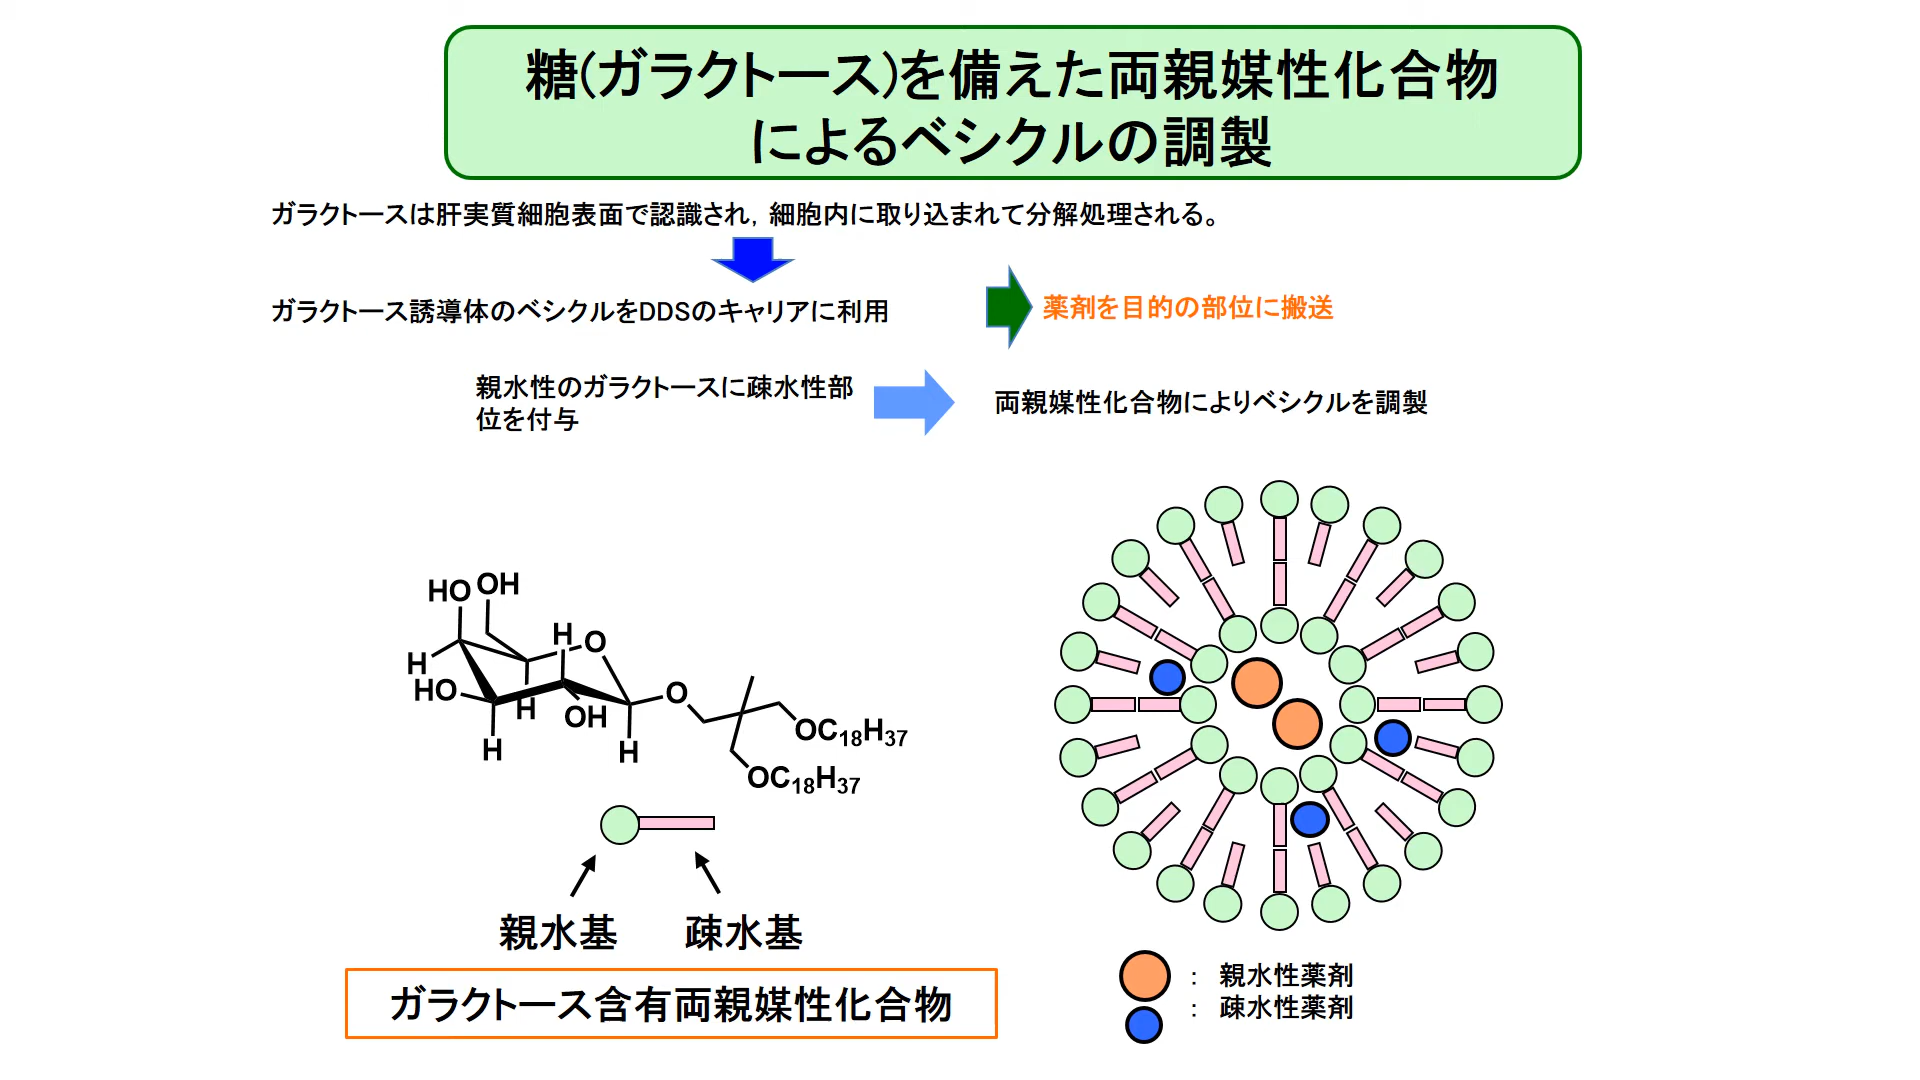 糖(ガラクトース)を備えた両親媒性化合物
によるベシクルの調製
ガラクトースは肝実質細胞表面で認識され，細胞内に取り込まれて分解処理される。
ガラクトース誘導体のベシクルをDDSのキャリアに利用
薬剤を目的の部位に搬送
親水性のガラクトースに疎水性部
位を付与
両親媒性化合物によりベシクルを調製
HO OH
H
O
H
HO
H
OH
O
H
H
OC18H37
OC18H37
親水基 疎水基
ガラクトース含有両親媒性化合物
： 親水性薬剤
： 疎水性薬剤